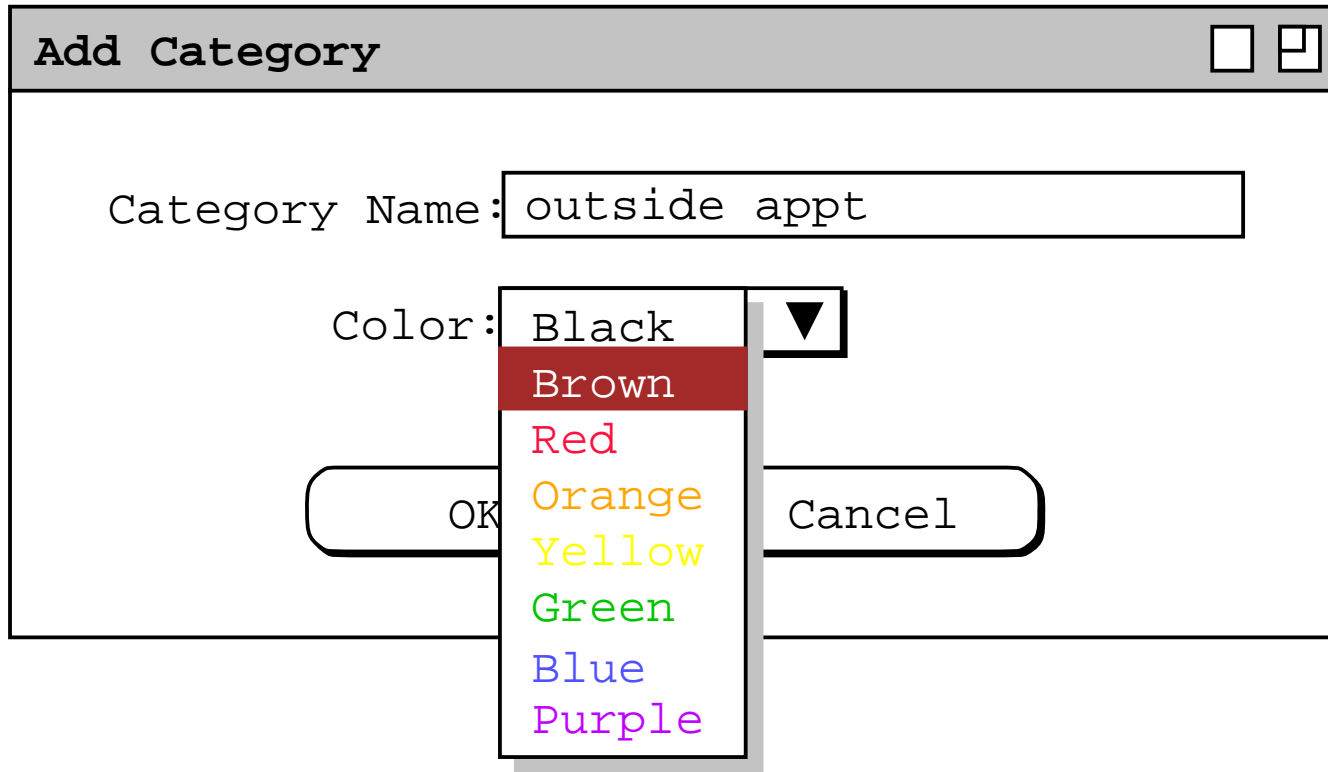 Add Category
Category Name: outside appt
Color: Black
Brown
Red
Orange
OK Cancel
Yellow
Green
Blue
Purple